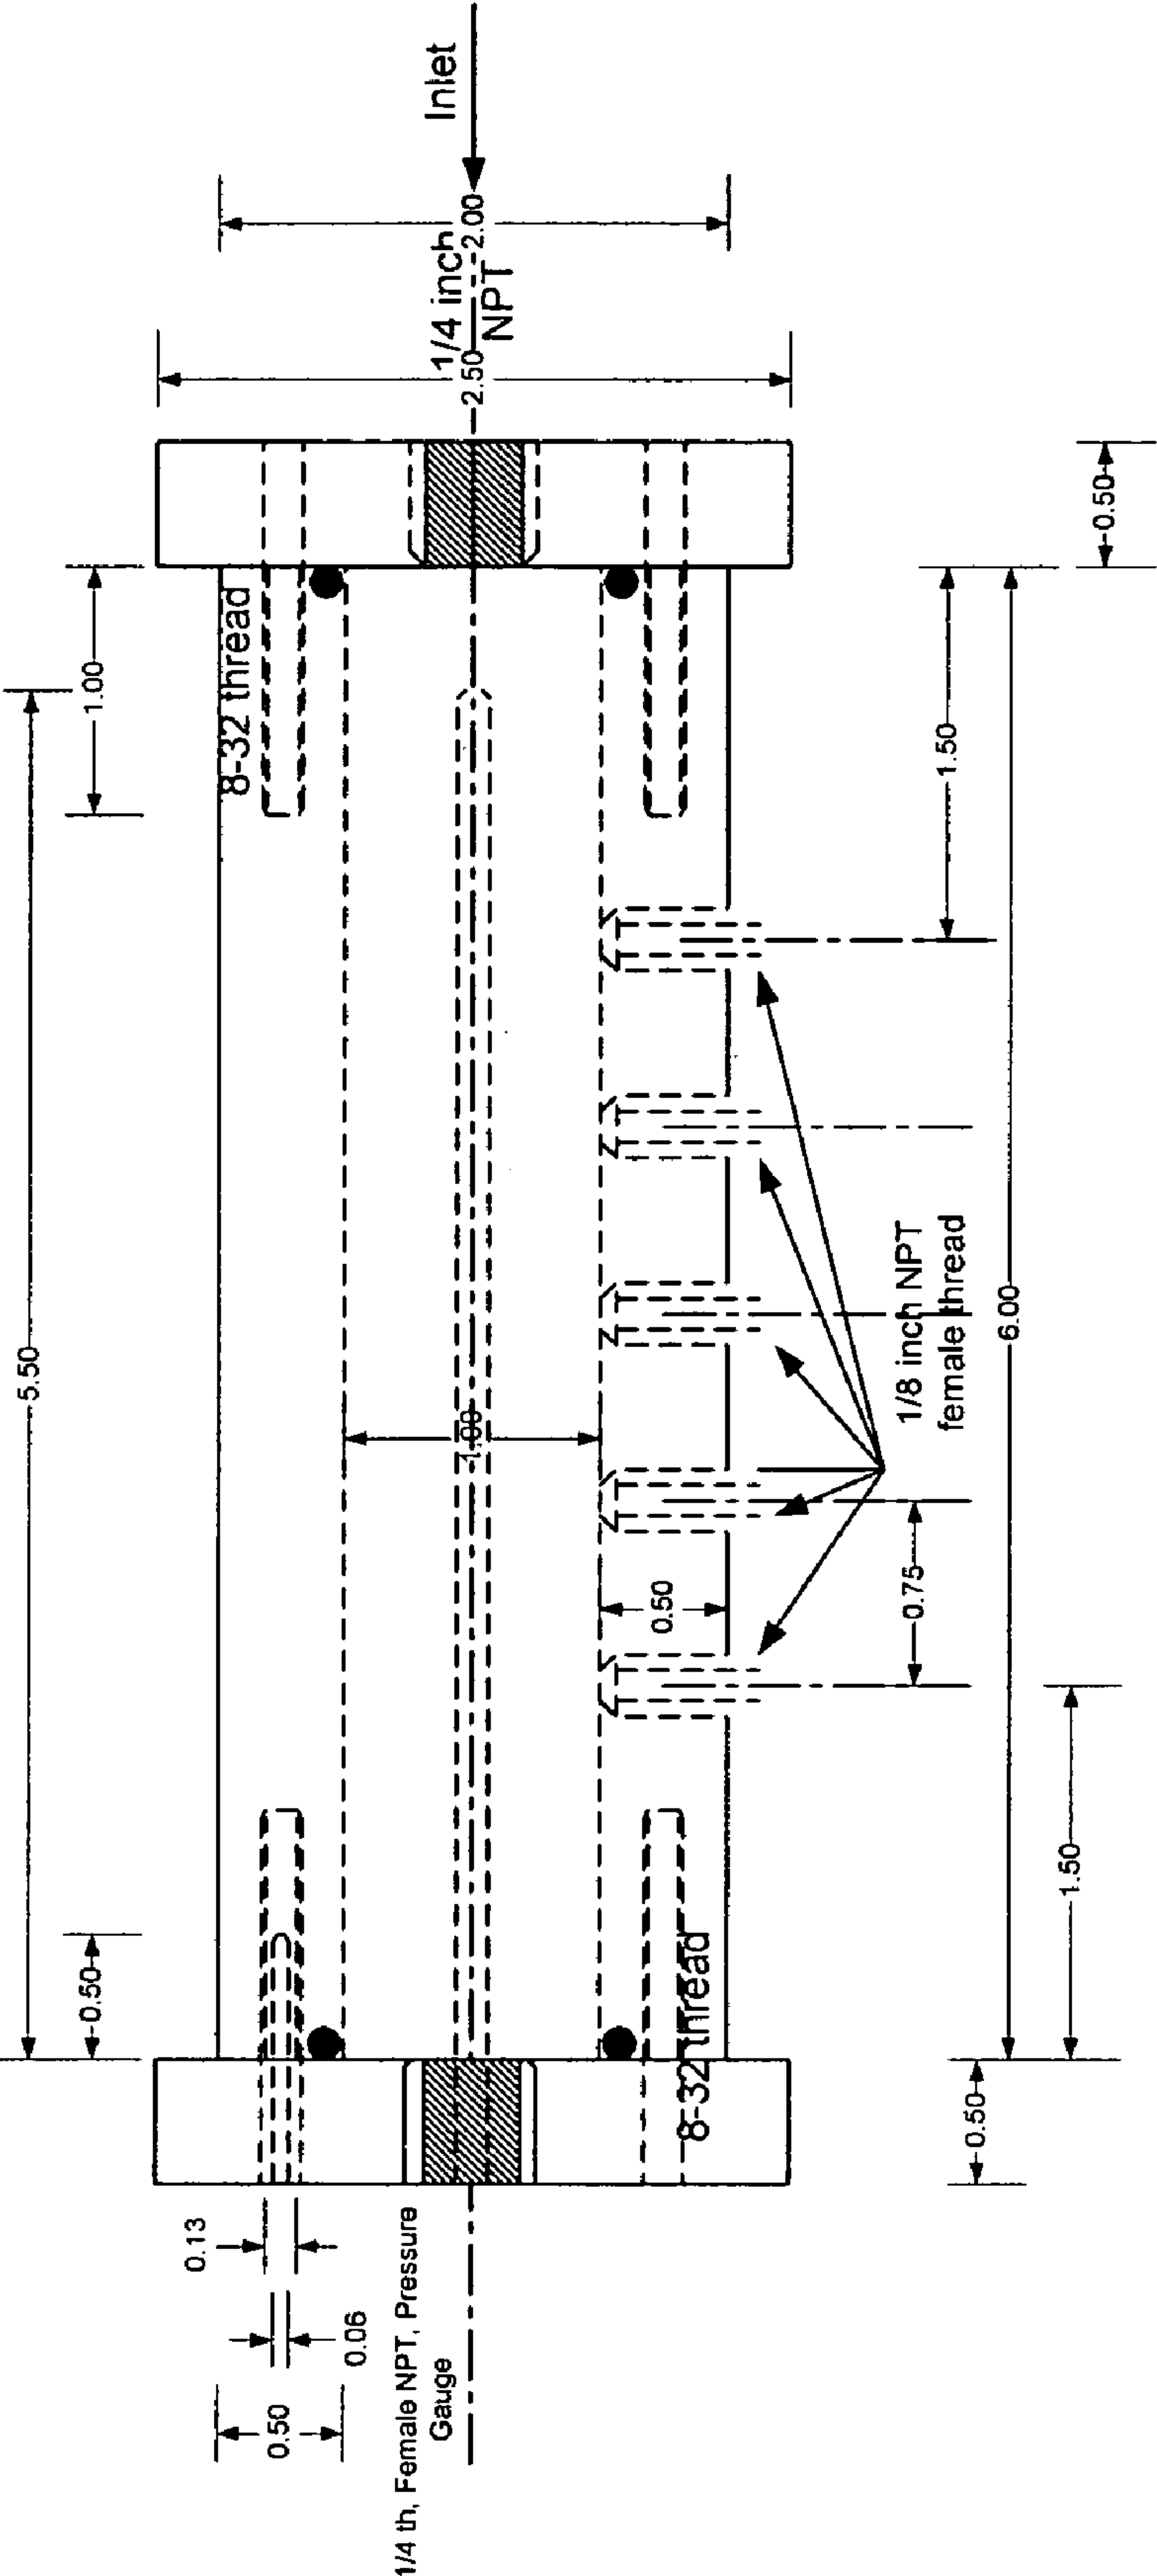 Inlet
2.00
1/4 inch
NPT
2.50
0.50
1.00
8-32 thread
1.50
5.50
6.00
1/8 inch NPT
female thread
1.00
0.75
0.50
1.50
0.50
8-32 thread
0.50
0.13
0.06
0.50
1/4 th, Female NPT, Pressure
Gauge